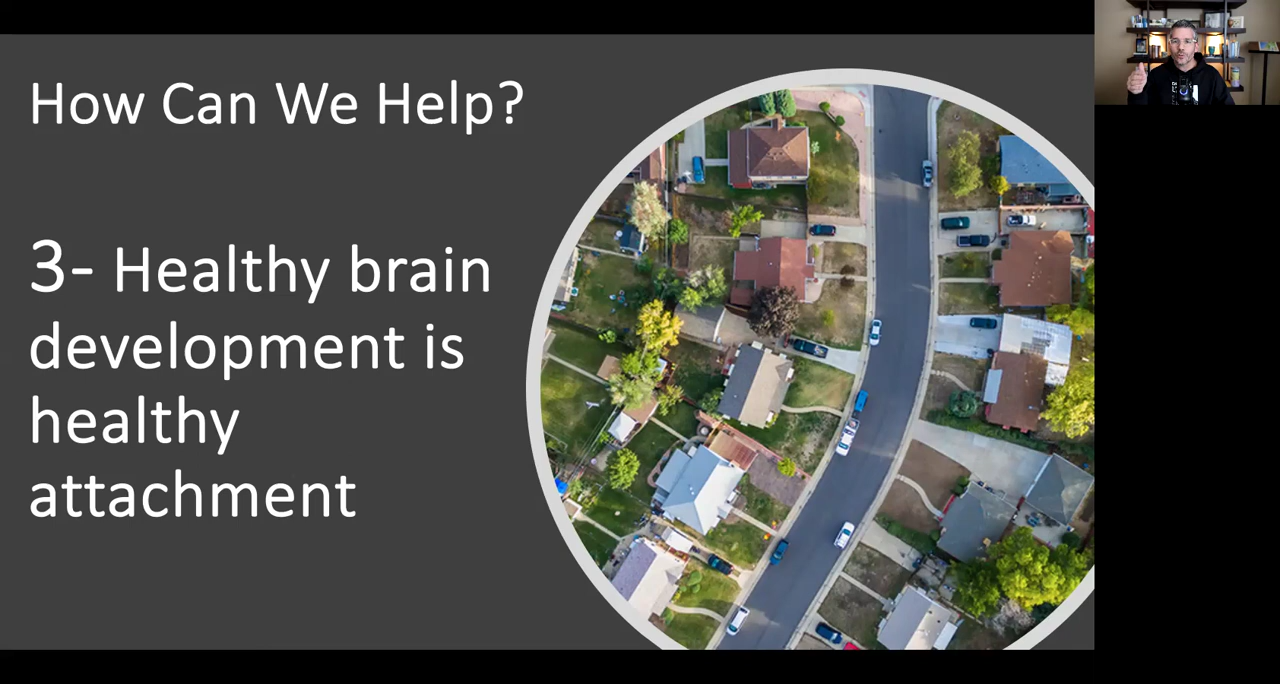 How Can We Help?
3- Healthy brain
development is
healthy
attachment